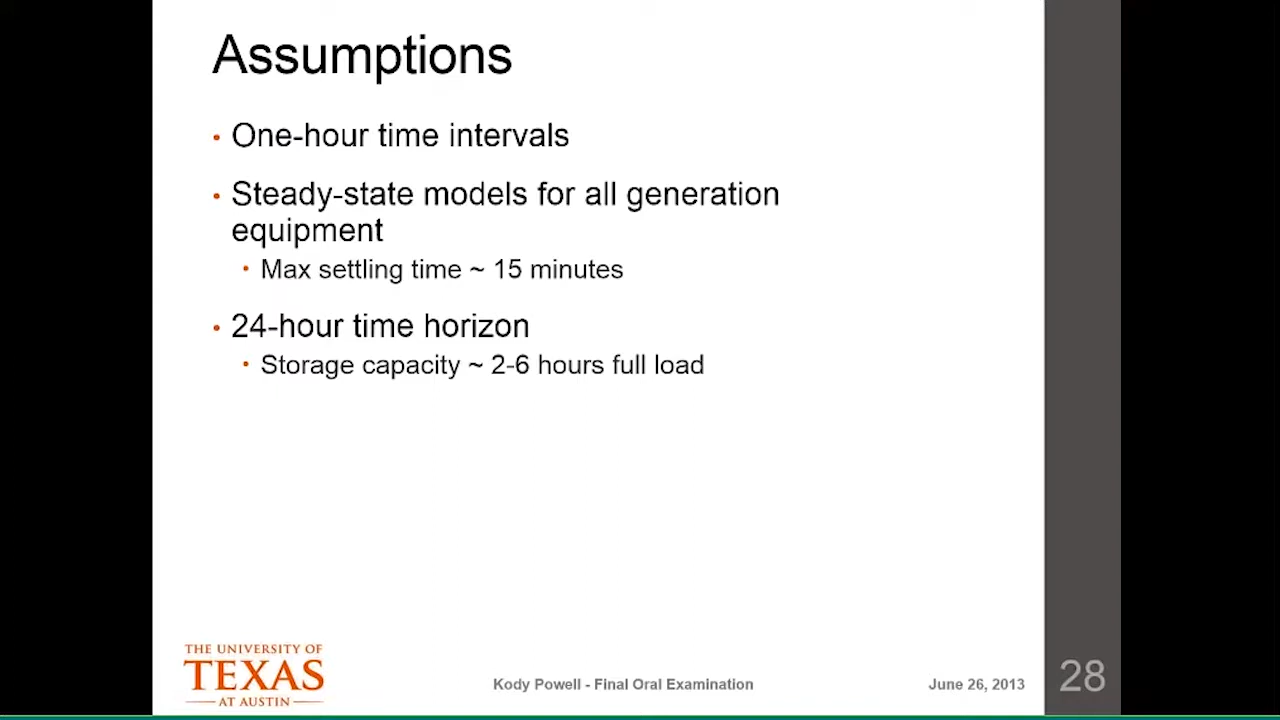 Assumptions
• One-hour time intervals
• Steady-state models for all generation
equipment
• Max settling time ~ 15 minutes
• 24-hour time horizon
• Storage capacity ~ 2-6 hours full load
THE UNIVERSITY OF
TEXAS
AT AUSTIN
Kody Powell - Final Oral Examination
June 26, 2013
28